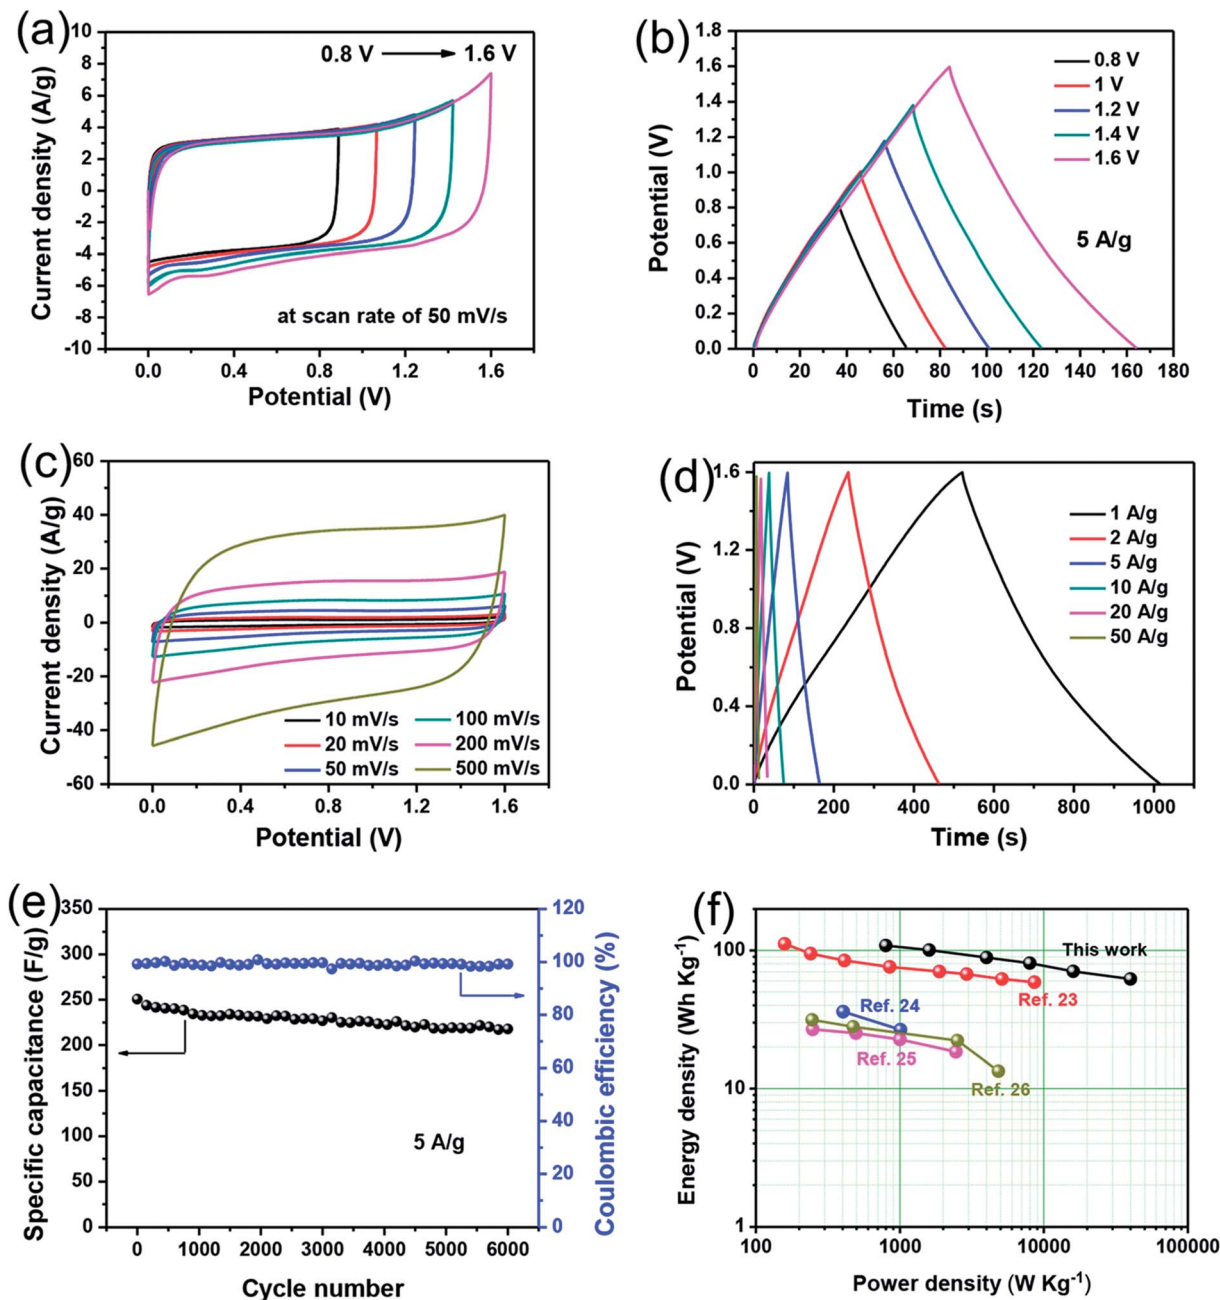 (a)
10
8
6
4
2
0
-2
-4
-6
-8
-10
Current density (A/g)
0.8 V 1.6 V
at scan rate of 50 mV/s
0.0 0.4 0.8 1.2 1.6
Potential (V)
(b)
1.8
1.6
1.4
1.2
1.0
0.8
0.6
0.4
0.2
0.0
Potential (V)
0.8 V
1 V
1.2 V
1.4 V
1.6 V
5 A/g
0 20 40 60 80 100 120 140 160 180
Time (s)
(c)
60
40
20
0
-20
-40
-60
Current density (A/g)
10 mV/s 100 mV/s
20 mV/s 200 mV/s
50 mV/s 500 mV/s
0.0 0.4 0.8 1.2 1.6
Potential (V)
(d)
1.6
1.2
0.8
0.4
0.0
Potential (V)
1 A/g
2 A/g
5 A/g
10 A/g
20 A/g
50 A/g
0 200 400 600 800 1000
Time (s)
(e)
350
300
250
200
150
100
50
0
Specific capacitance (F/g)
5 A/g
120
100
80
60
40
20
0
Coulombic efficiency (%)
0 1000 2000 3000 4000 5000 6000
Cycle number
(f)
100
10
1
Energy density (Wh Kg⁻¹)
This work
Ref. 23
Ref. 24
Ref. 25
Ref. 26
100 1000 10000 100000
Power density (W Kg⁻¹)